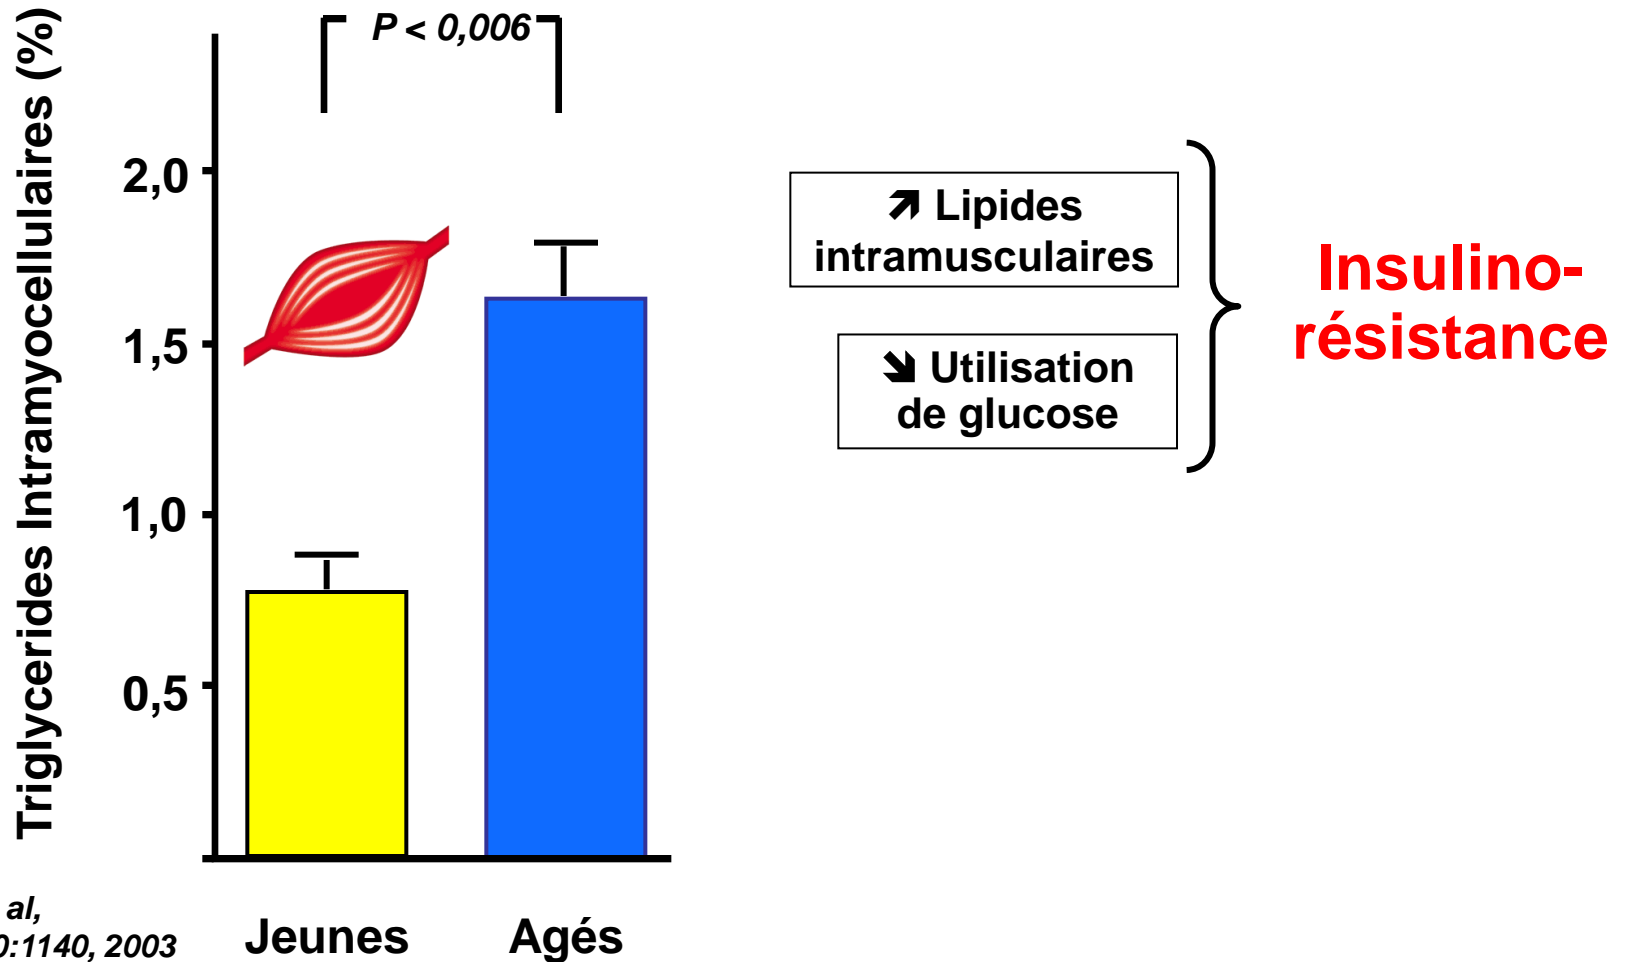 Triglycerides Intramyocellulaires (%)
P < 0,006
2,0
1,5
1,0
0,5
Jeunes
Agés
al,
0:1140, 2003
↗ Lipides
intramusculaires
↘ Utilisation
de glucose
Insulino-
résistance